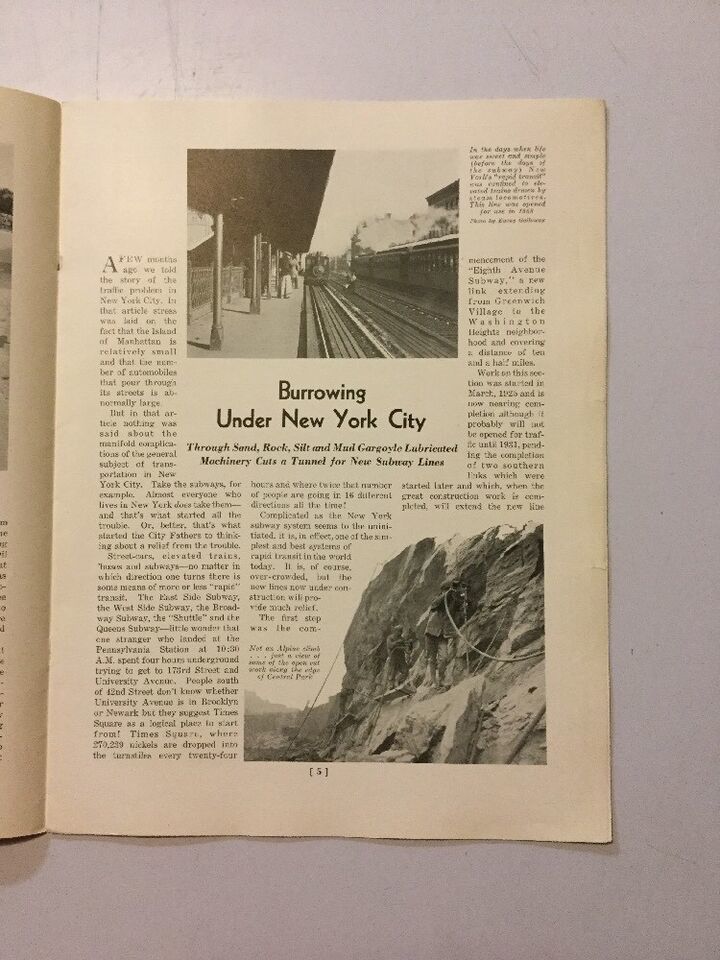 In the days when life
was sweet and simple
(before the days of
the subway) New
York's "rapid transit"
was confined to ele-
vated trains drawn by
steam locomotives.
This line was opened
for use in 1868
Photo by Ewing Galloway
Burrowing
Under New York City
Through Sand, Rock, Silt and Mud Gargoyle Lubricated
Machinery Cuts a Tunnel for New Subway Lines
A FEW months
ago we told
the story of the
traffic problem in
New York City. In
that article stress
was laid on the
fact that the Island
of Manhattan is
relatively small
and that the num-
ber of automobiles
that pour through
its streets is ab-
normally large.
But in that ar-
ticle nothing was
said about the
manifold complica-
tions of the general
subject of trans-
portation in New
York City. Take the subways, for
example. Almost everyone who
lives in New York does take them—
and that's what started all the
trouble. Or, better, that's what
started the City Fathers to think-
ing about a relief from the trouble.
Street-cars, elevated trains,
'buses and subways—no matter in
which direction one turns there is
some means of more or less "rapid"
transit. The East Side Subway,
the West Side Subway, the Broad-
way Subway, the "Shuttle" and the
Queens Subway—little wonder that
one stranger who landed at the
Pennsylvania Station at 10:30
A.M. spent four hours underground
trying to get to 173rd Street and
University Avenue. People south
of 42nd Street don't know whether
University Avenue is in Brooklyn
or Newark but they suggest Times
Square as a logical place to start
from! Times Square, where
270,239 nickels are dropped into
the turnstiles every twenty-four
hours and where twice that number
of people are going in 16 different
directions all the time!
Complicated as the New York
subway system seems to the unini-
tiated, it is, in effect, one of the sim-
plest and best systems of
rapid transit in the world
today. It is, of course,
over-crowded, but the
new lines now under con-
struction will pro-
vide much relief.
The first step
was the com-
mencement of the
"Eighth Avenue
Subway," a new
link extending
from Greenwich
Village to the
Washington
Heights neighbor-
hood and covering
a distance of ten
and a half miles.
Work on this sec-
tion was started in
March, 1925 and is
now nearing com-
pletion although it
probably will not
be opened for traf-
fic until 1931, pend-
ing the completion
of two southern
links which were
started later and which, when the
great construction work is com-
pleted, will extend the new line
Not an Alpine climb
. . . just a view of
some of the open cut
work along the edge
of Central Park
[ 5 ]